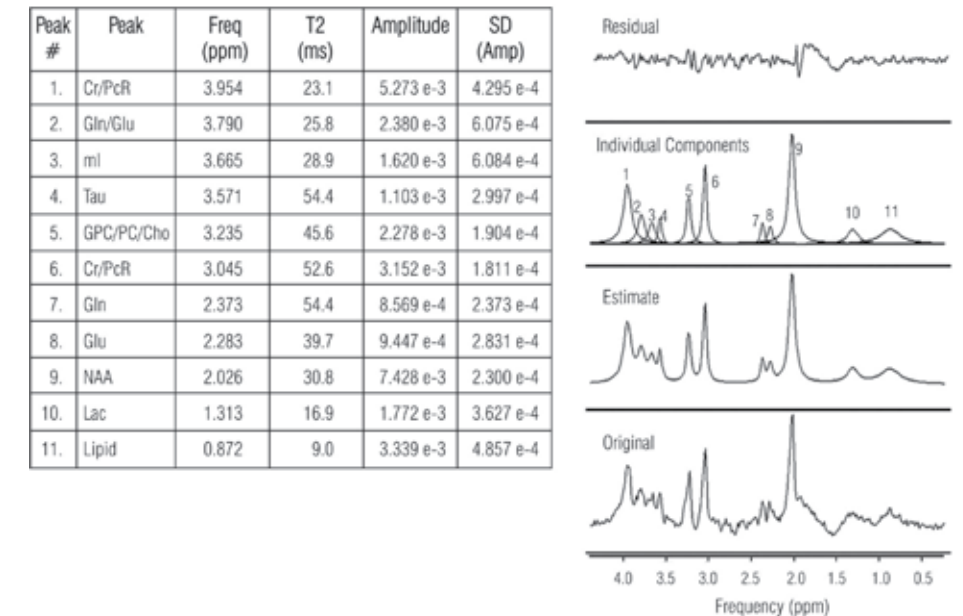 Peak # Peak Freq (ppm) T2 (ms) Amplitude SD (Amp)
1. Cr/PcR 3.954 23.1 5.273 e-3 4.295 e-4
2. Gln/Glu 3.790 25.8 2.380 e-3 6.075 e-4
3. ml 3.665 28.9 1.620 e-3 6.084 e-4
4. Tau 3.571 54.4 1.103 e-3 2.997 e-4
5. GPC/PC/Cho 3.235 45.6 2.278 e-3 1.904 e-4
6. Cr/PcR 3.045 52.6 3.152 e-3 1.811 e-4
7. Gln 2.373 54.4 8.569 e-4 2.373 e-4
8. Glu 2.283 39.7 9.447 e-4 2.831 e-4
9. NAA 2.026 30.8 7.428 e-3 2.300 e-4
10. Lac 1.313 16.9 1.772 e-3 3.627 e-4
11. Lipid 0.872 9.0 3.339 e-3 4.857 e-4
Residual
Individual Components
1 2 3 4 5 6 7 8 9 10 11
Estimate
Original
4.0 3.5 3.0 2.5 2.0 1.5 1.0 0.5
Frequency (ppm)